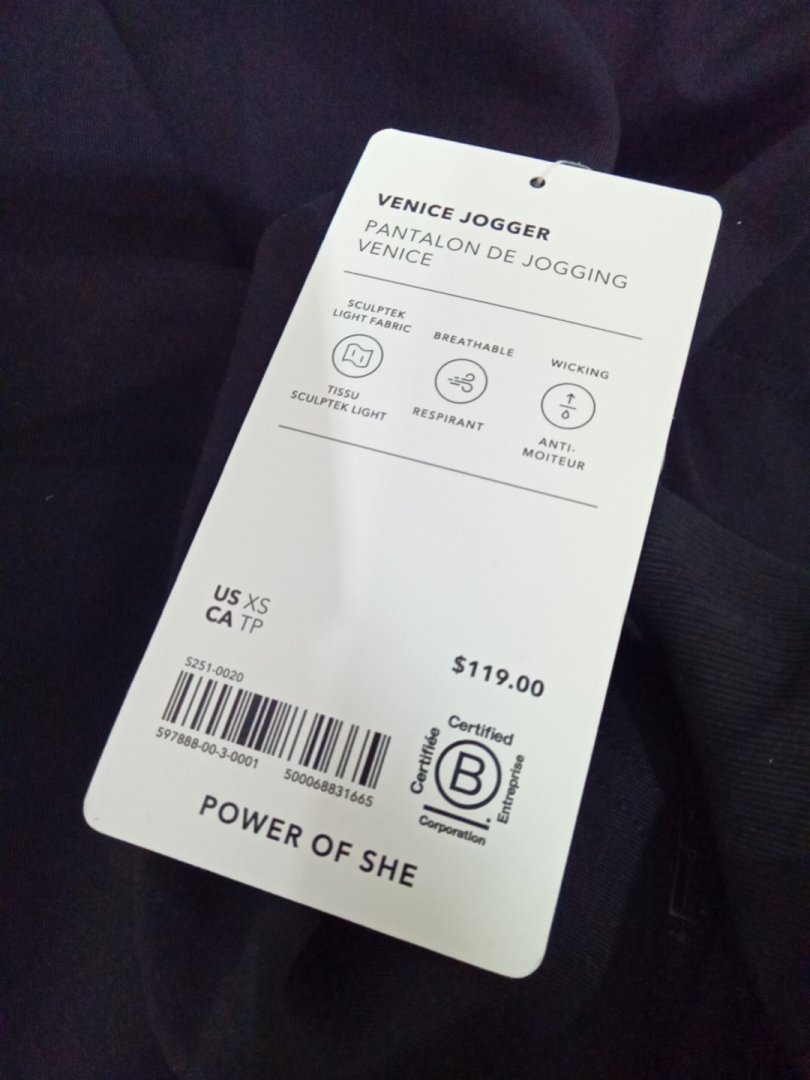 VENICE JOGGER
PANTALON DE JOGGING
VENICE
SCULPTEK
LIGHT FABRIC
TISSU
SCULPTEK LIGHT
BREATHABLE
RESPIRANT
WICKING
ANTI-
MOITEUR
US XS
CA TP
$119.00
S251-0020
597888-00-3-0001
500068831665
Certified
Certifiée
B
Entreprise
Corporation
POWER OF SHE